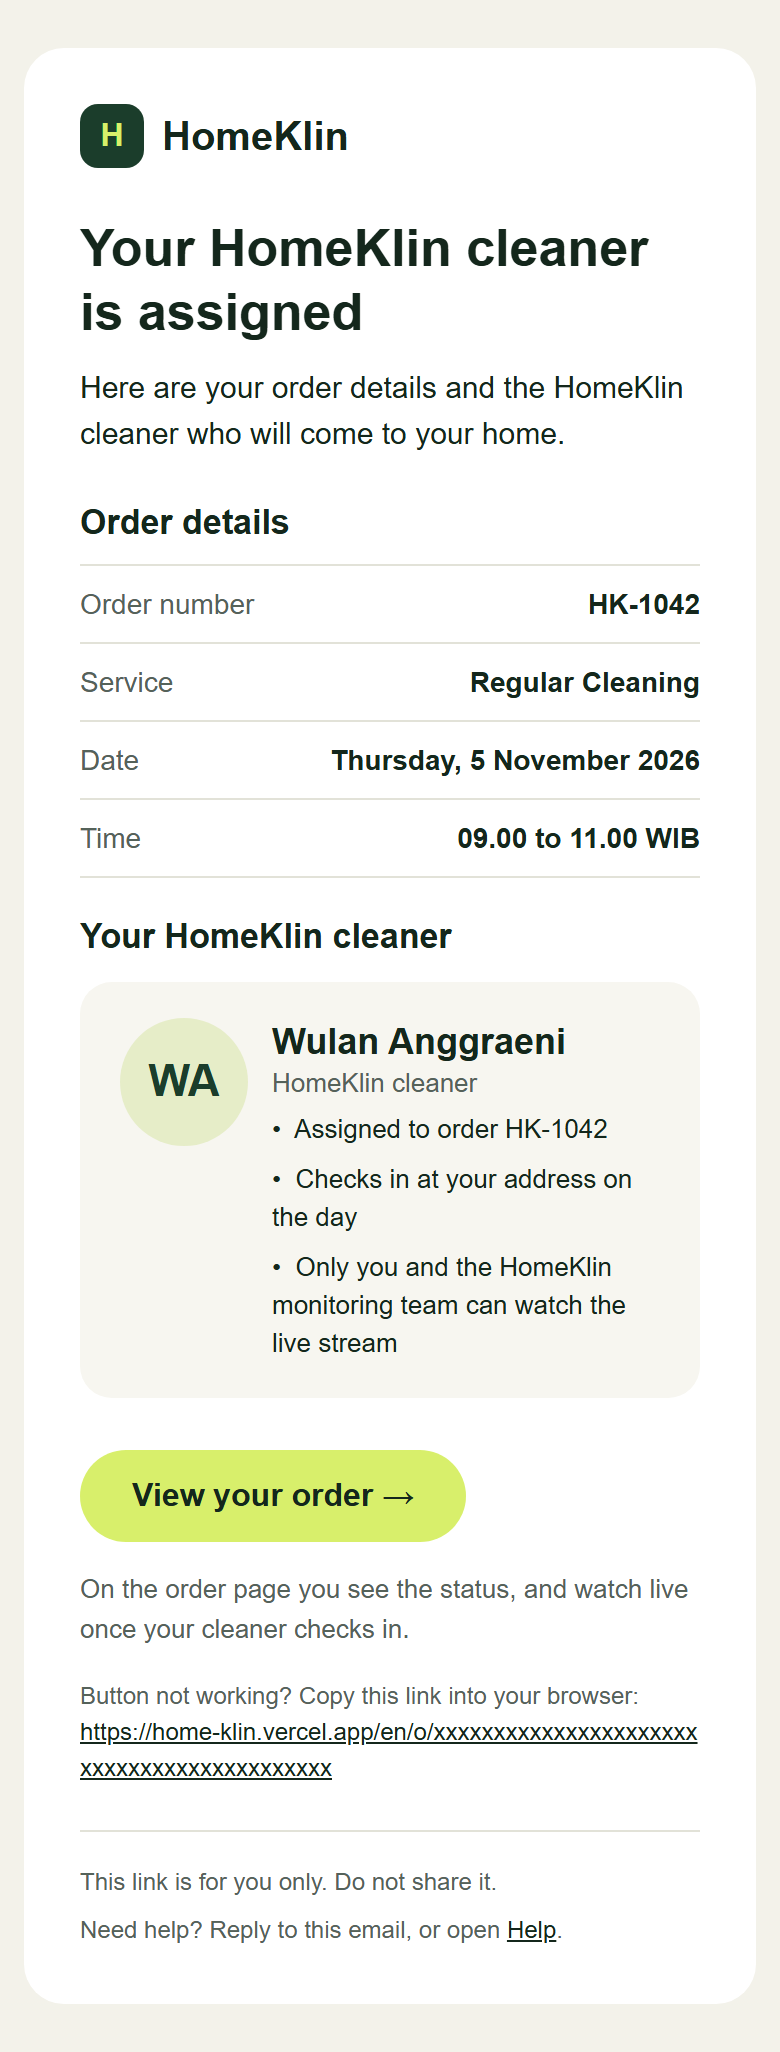 H
HomeKlin
Your HomeKlin cleaner
is assigned
Here are your order details and the HomeKlin
cleaner who will come to your home.
Order details
Order number HK-1042
Service Regular Cleaning
Date Thursday, 5 November 2026
Time 09.00 to 11.00 WIB
Your HomeKlin cleaner
WA
Wulan Anggraeni
HomeKlin cleaner
• Assigned to order HK-1042
• Checks in at your address on
the day
• Only you and the HomeKlin
monitoring team can watch the
live stream
View your order →
On the order page you see the status, and watch live
once your cleaner checks in.
Button not working? Copy this link into your browser:
https://home-klin.vercel.app/en/o/xxxxxxxxxxxxxxxxxxxxxx
xxxxxxxxxxxxxxxxxxxxx
This link is for you only. Do not share it.
Need help? Reply to this email, or open Help.